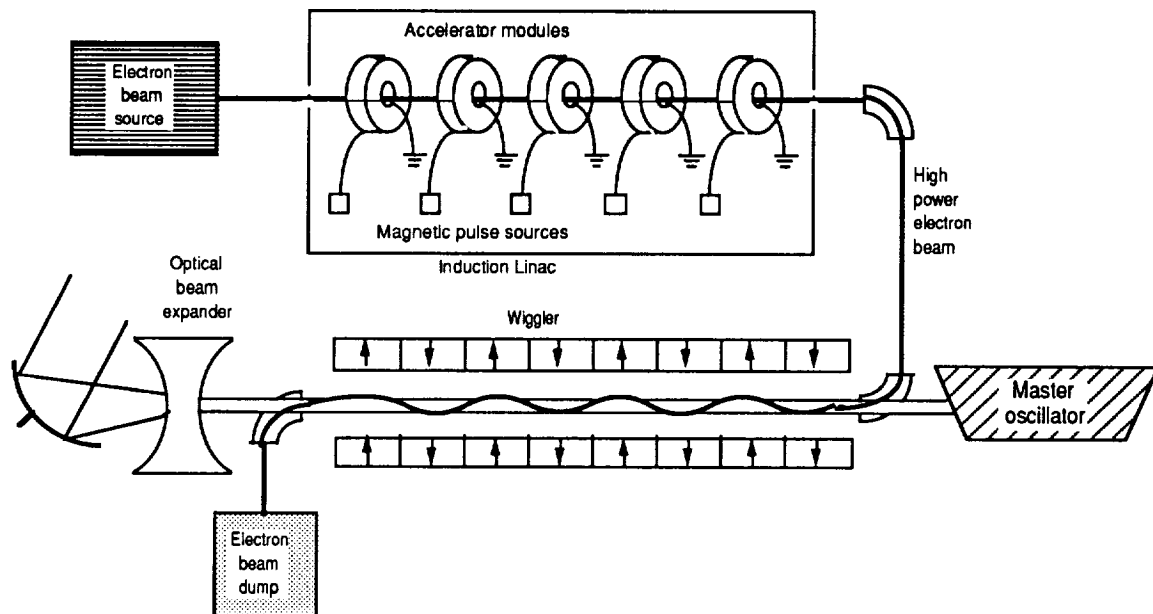 Accelerator modules
Electron
beam
source
High
power
electron
beam
Magnetic pulse sources
Induction Linac
Optical
beam
expander
Wiggler
Master
oscillator
Electron
beam
dump